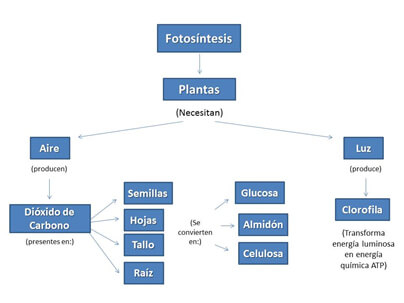 Fotosíntesis
Plantas
(Necesitan)
Aire
Luz
(producen)
(produce)
Dióxido de
Carbono
(presentes en:)
Semillas
Hojas
Tallo
Raíz
(Se
convierten
en:)
Glucosa
Almidón
Celulosa
Clorofila
(Transforma
energía luminosa
en energía
química ATP)